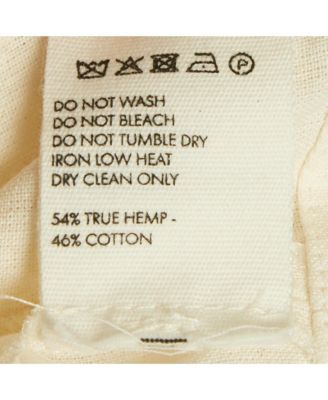 DO NOT WASH
DO NOT BLEACH
DO NOT TUMBLE DRY
IRON LOW HEAT
DRY CLEAN ONLY
54% TRUE HEMP -
46% COTTON